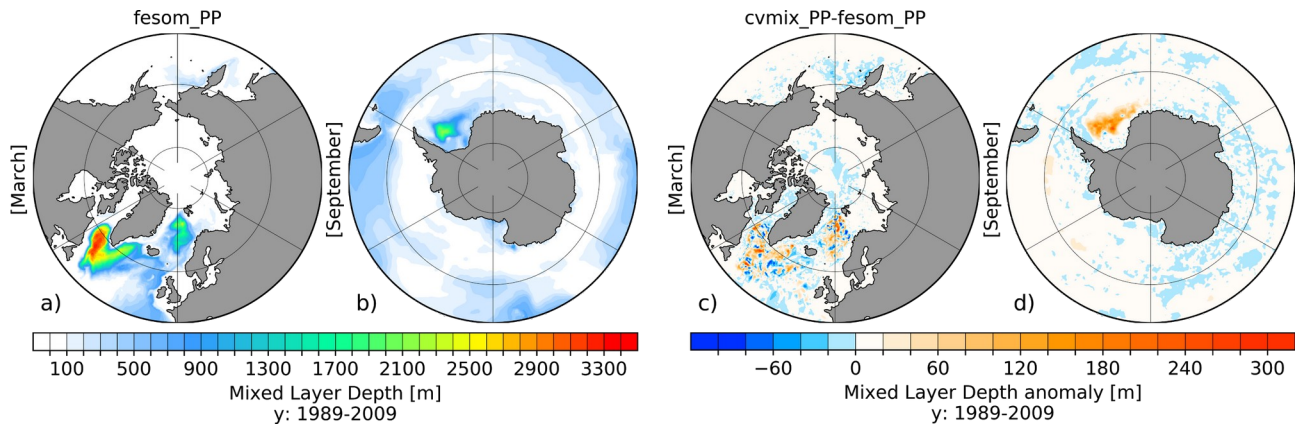 fesom_PP
cvmix_PP-fesom_PP
[March]
[September]
[March]
[September]
a)
b)
c)
d)
100 500 900 1300 1700 2100 2500 2900 3300
−60 0 60 120 180 240 300
Mixed Layer Depth [m]
y: 1989-2009
Mixed Layer Depth anomaly [m]
y: 1989-2009